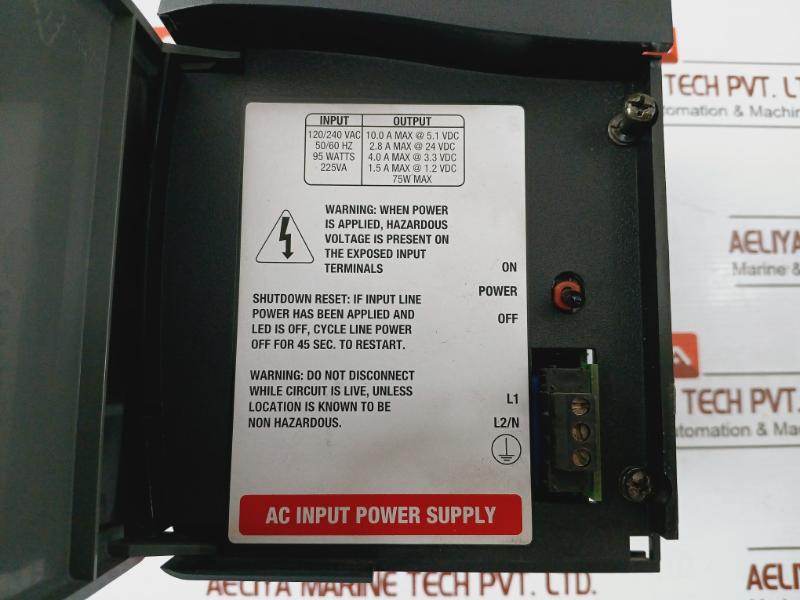 TECH PVT. LT
tomation & Machin
INPUT OUTPUT
120/240 VAC 10.0 A MAX @ 5.1 VDC
50/60 HZ 2.8 A MAX @ 24 VDC
95 WATTS 4.0 A MAX @ 3.3 VDC
225VA 1.5 A MAX @ 1.2 VDC
75W MAX
WARNING: WHEN POWER
IS APPLIED, HAZARDOUS
VOLTAGE IS PRESENT ON
THE EXPOSED INPUT
TERMINALS
ON
POWER
OFF
SHUTDOWN RESET: IF INPUT LINE
POWER HAS BEEN APPLIED AND
LED IS OFF, CYCLE LINE POWER
OFF FOR 45 SEC. TO RESTART.
WARNING: DO NOT DISCONNECT
WHILE CIRCUIT IS LIVE, UNLESS
LOCATION IS KNOWN TO BE
NON HAZARDOUS.
L1
L2/N
AC INPUT POWER SUPPLY
AELIYA
Marine &
TECH PVT.
utomation & Ma
AELIYA MARINE TECH PVT. LTD.